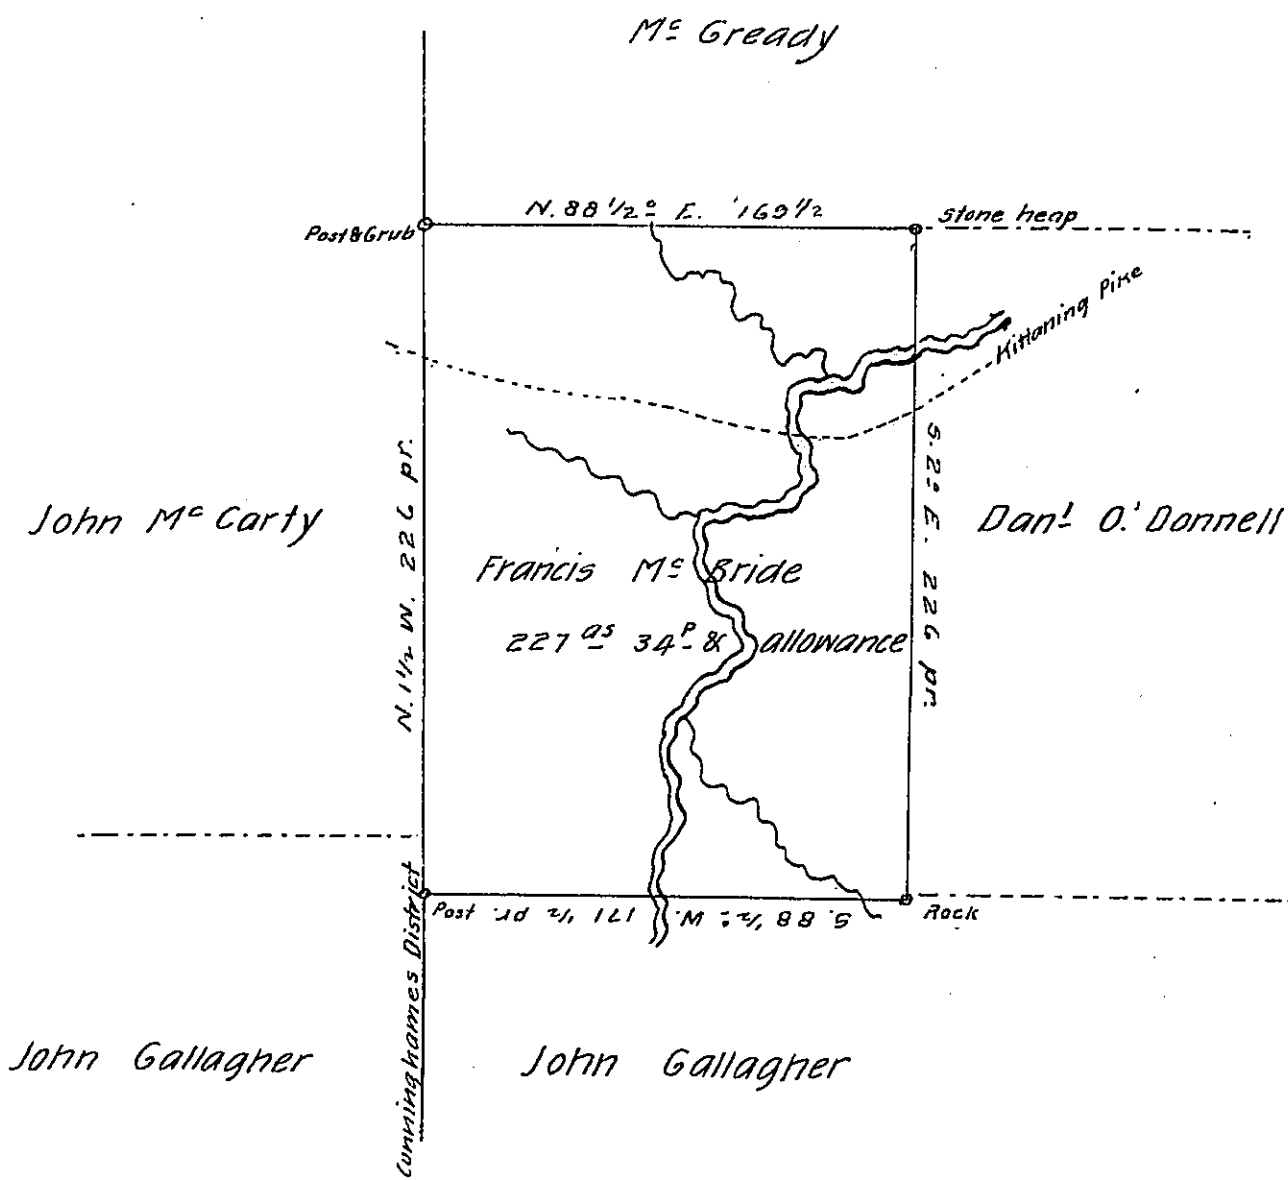 Mc Gready
N. 88 1/2° E. 169 1/2
Post & Grub
Stone heap
Kittaning Pike
John Mc Carty
N. 1 1/2 W. 226 pr.
S. 2° E. 226 pr.
Danl O'Donnell
Francis Mc Bride
227 as 34 P & allowance
Cunninghames District
Post
S. 88 1/2° W. 171 1/2 pr.
Rock
John Gallagher
John Gallagher